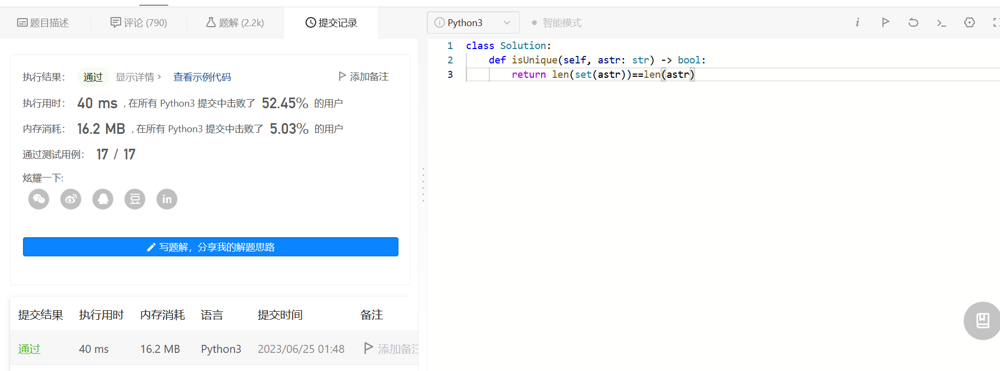 题目描述
评论 (790)
题解 (2.2k)
提交记录
执行结果：
通过
显示详情 >
查看示例代码
添加备注
执行用时：
40 ms
, 在所有 Python3 提交中击败了
52.45%
的用户
内存消耗：
16.2 MB
, 在所有 Python3 提交中击败了
5.03%
的用户
通过测试用例：
17 / 17
炫耀一下:
豆
in
写题解，分享我的解题思路
提交结果 执行用时 内存消耗 语言 提交时间 备注
通过 40 ms 16.2 MB Python3 2023/06/25 01:48 添加备注
Python3
智能模式
i
1 class Solution:
2 def isUnique(self, astr: str) -> bool:
3 return len(set(astr))==len(astr)